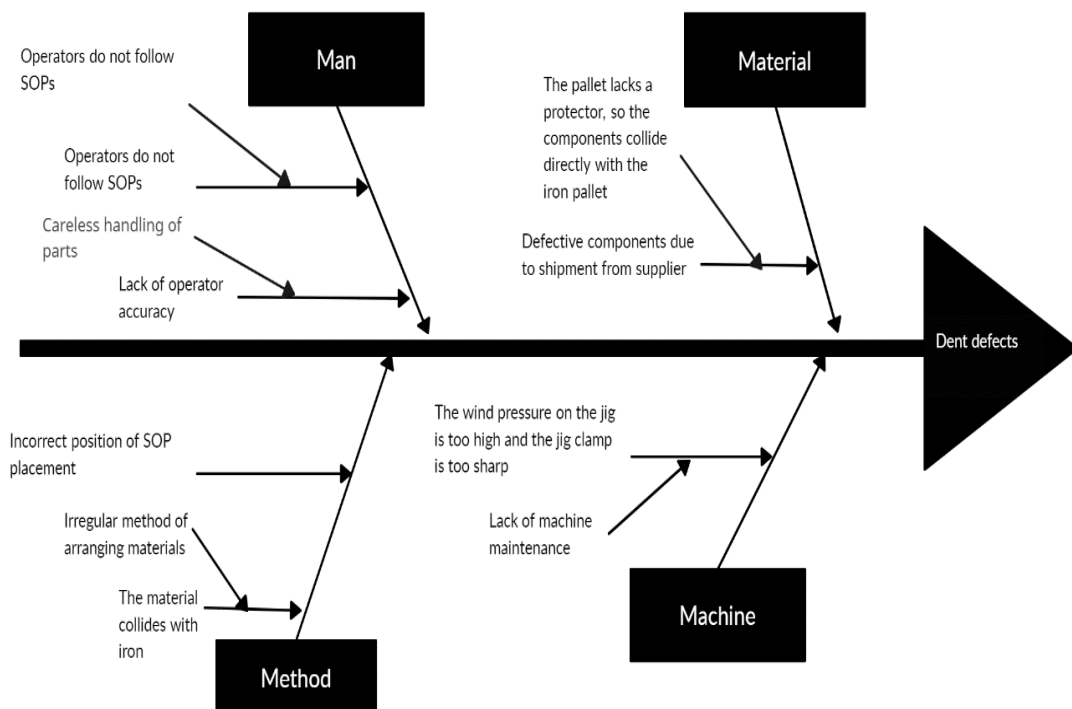 Man
Operators do not follow
SOPs
Operators do not
follow SOPs
Careless handling of
parts
Lack of operator
accuracy
Material
The pallet lacks a
protector, so the
components collide
directly with the
iron pallet
Defective components due
to shipment from supplier
Dent defects
Incorrect position of SOP
placement
Irregular method of
arranging materials
The material
collides with
iron
Method
The wind pressure on the jig
is too high and the jig clamp
is too sharp
Lack of machine
maintenance
Machine